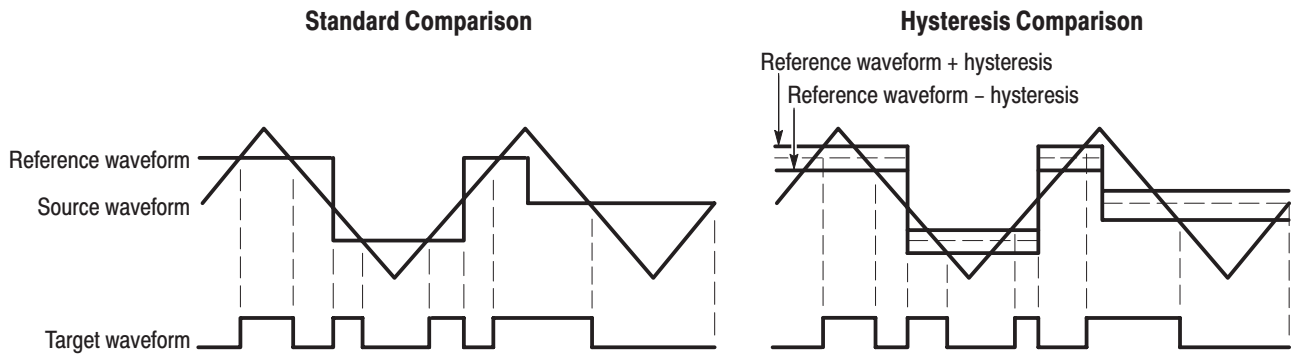 Standard Comparison
Reference waveform
Source waveform
Target waveform
Hysteresis Comparison
Reference waveform + hysteresis
Reference waveform – hysteresis